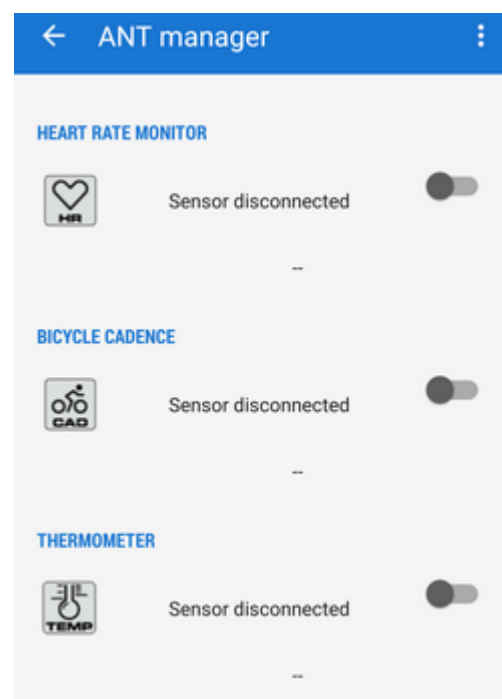 ANT manager
HEART RATE MONITOR
HR
Sensor disconnected
--
BICYCLE CADENCE
CAD
Sensor disconnected
--
THERMOMETER
TEMP
Sensor disconnected
--